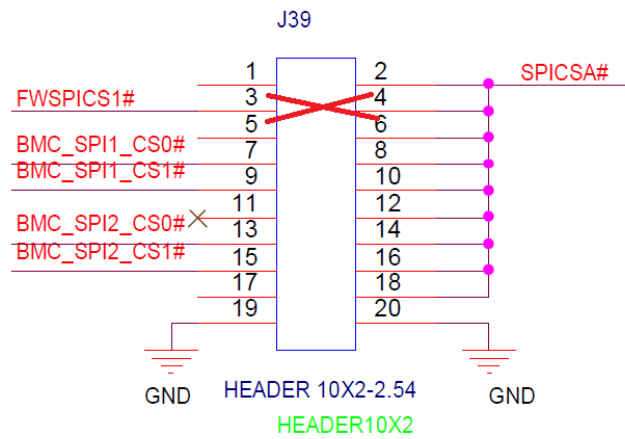 J39
1 2 SPICSA#
FWSPICS1# 3 4
5 6
BMC_SPI1_CS0# 7 8
BMC_SPI1_CS1# 9 10
11 12
BMC_SPI2_CS0# 13 14
BMC_SPI2_CS1# 15 16
17 18
19 20
GND HEADER 10X2-2.54 GND
HEADER10X2